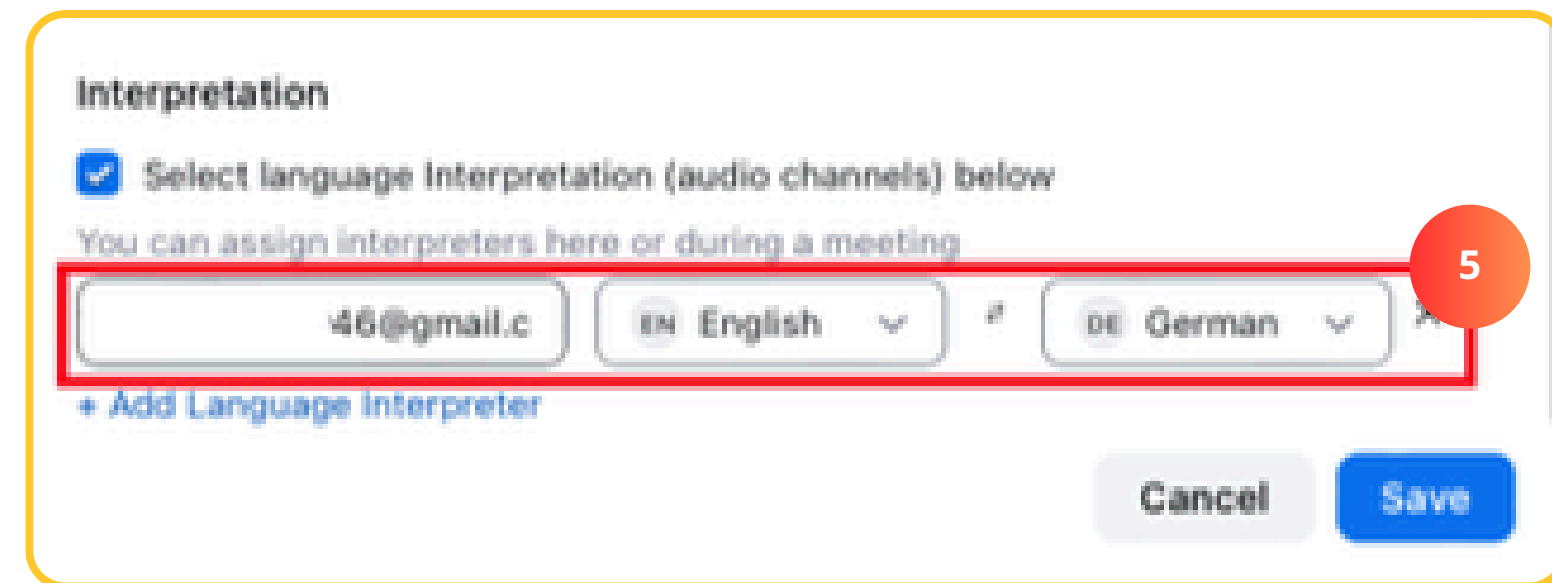 Interpretation
Select language Interpretation (audio channels) below
You can assign interpreters here or during a meeting
5
46@gmail.c EN English DE German
+ Add Language Interpreter
Cancel Save